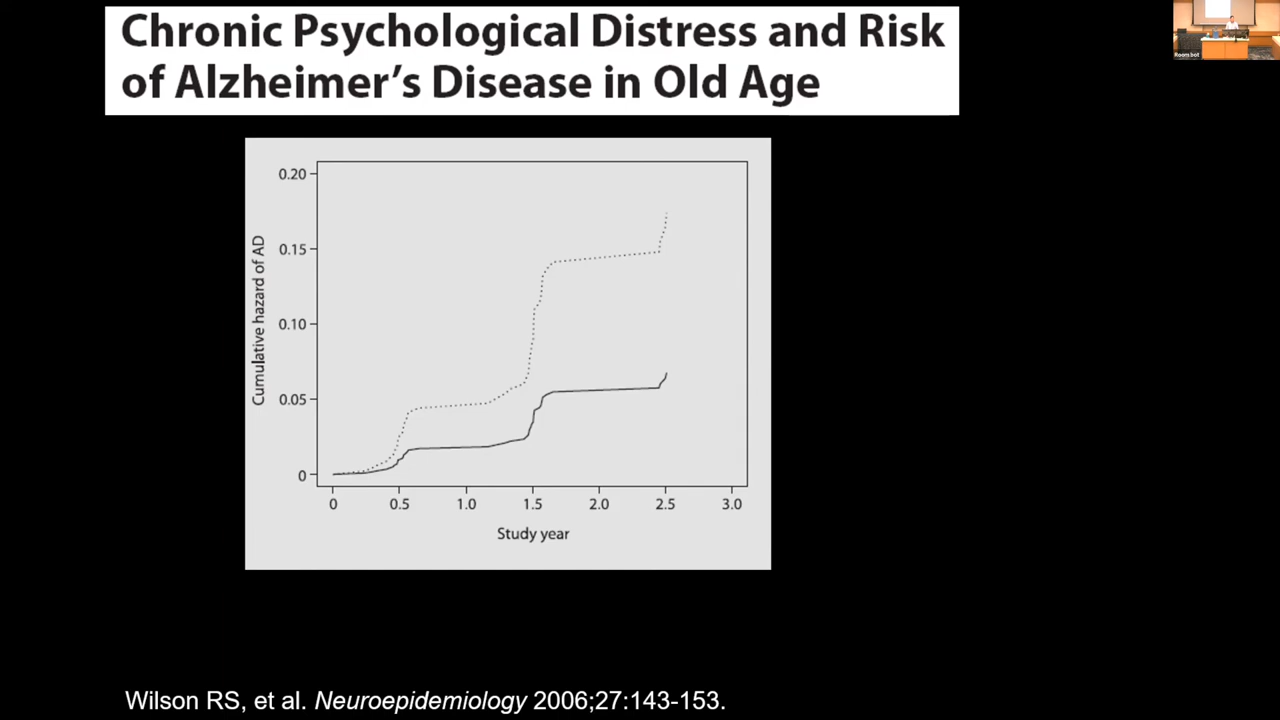 Chronic Psychological Distress and Risk
of Alzheimer's Disease in Old Age
Room bot
0.20
0.15
0.10
0.05
0
Cumulative hazard of AD
0
0.5
1.0
1.5
2.0
2.5
3.0
Study year
Wilson RS, et al. Neuroepidemiology 2006;27:143-153.